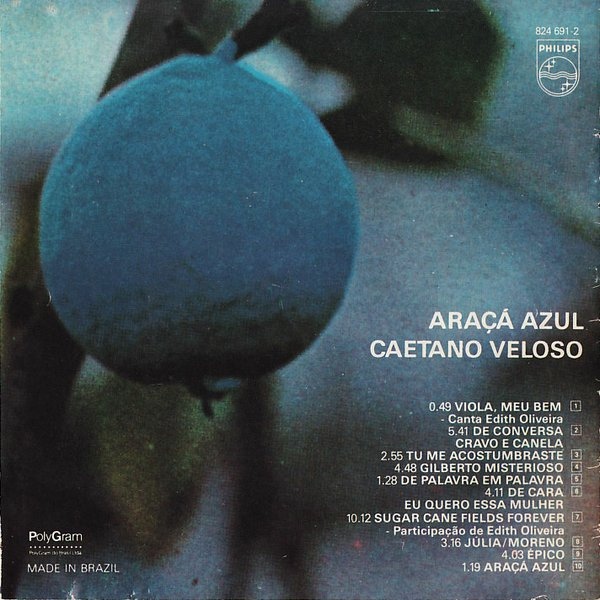 824 691-2
PHILIPS
ARAÇÁ AZUL
CAETANO VELOSO
0.49 VIOLA, MEU BEM 1
- Canta Edith Oliveira
5.41 DE CONVERSA 2
CRAVO E CANELA
2.55 TU ME ACOSTUMBRASTE 3
4.48 GILBERTO MISTERIOSO 4
1.28 DE PALAVRA EM PALAVRA 5
4.11 DE CARA 6
EU QUERO ESSA MULHER
10.12 SUGAR CANE FIELDS FOREVER 7
- Participação de Edith Oliveira
3.16 JÚLIA/MORENO 8
4.03 ÉPICO 9
1.19 ARAÇÁ AZUL 10
PolyGram
PolyGram do Brasil Ltda
MADE IN BRAZIL